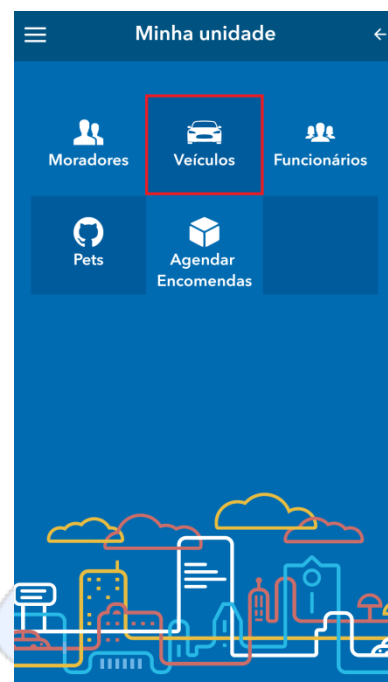 Minha unidade
Moradores
Veículos
Funcionários
Pets
Agendar
Encomendas